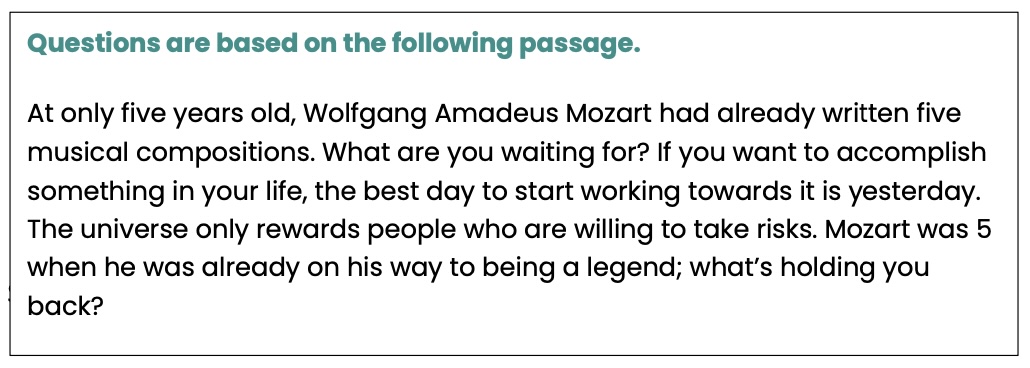 Questions are based on the following passage.
At only five years old, Wolfgang Amadeus Mozart had already written five
musical compositions. What are you waiting for? If you want to accomplish
something in your life, the best day to start working towards it is yesterday.
The universe only rewards people who are willing to take risks. Mozart was 5
when he was already on his way to being a legend; what’s holding you
back?